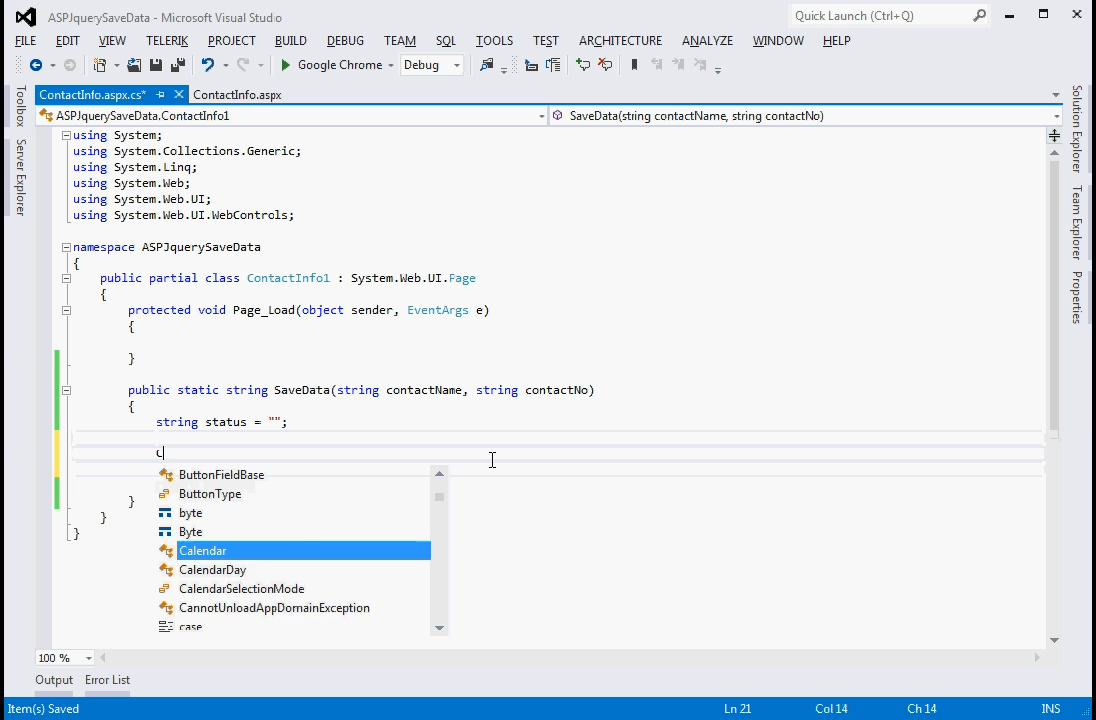 ASPJquerySaveData - Microsoft Visual Studio
Quick Launch (Ctrl+Q)
FILE EDIT VIEW TELERIK PROJECT BUILD DEBUG TEAM SQL TOOLS TEST ARCHITECTURE ANALYZE WINDOW HELP
Google Chrome Debug
ContactInfo.aspx.cs* ContactInfo.aspx
ASPJquerySaveData.ContactInfo1 SaveData(string contactName, string contactNo)
Toolbox
Server Explorer
Solution Explorer
Team Explorer
Properties
using System;
using System.Collections.Generic;
using System.Linq;
using System.Web;
using System.Web.UI;
using System.Web.UI.WebControls;
namespace ASPJquerySaveData
{
public partial class ContactInfo1 : System.Web.UI.Page
{
protected void Page_Load(object sender, EventArgs e)
{
}
public static string SaveData(string contactName, string contactNo)
{
string status = "";
c
ButtonFieldBase
ButtonType
byte
Byte
Calendar
CalendarDay
CalendarSelectionMode
CannotUnloadAppDomainException
case
}
}
}
100 %
Output Error List
Item(s) Saved Ln 21 Col 14 Ch 14 INS